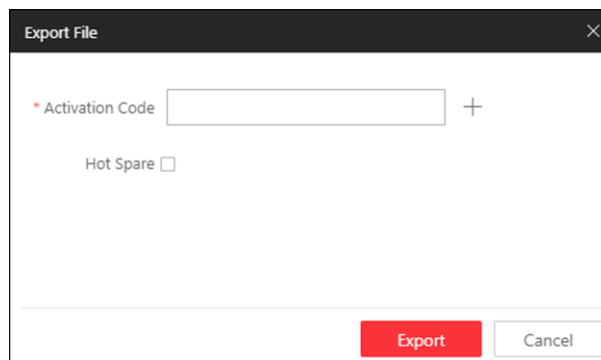 Export File
* Activation Code
Hot Spare
Export
Cancel